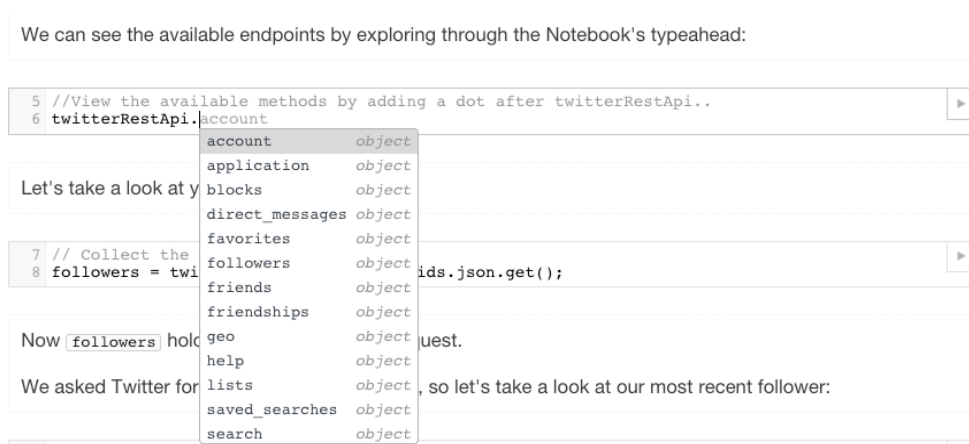 We can see the available endpoints by exploring through the Notebook's typeahead:
5 //View the available methods by adding a dot after twitterRestApi..
6 twitterRestApi.account
account object
application object
blocks object
direct_messages object
favorites object
followers object
friends object
friendships object
geo object
help object
lists object
saved_searches object
search object
Let's take a look at y
7 // Collect the
8 followers = twi ids.json.get();
Now followers hold uest.
We asked Twitter for , so let's take a look at our most recent follower: